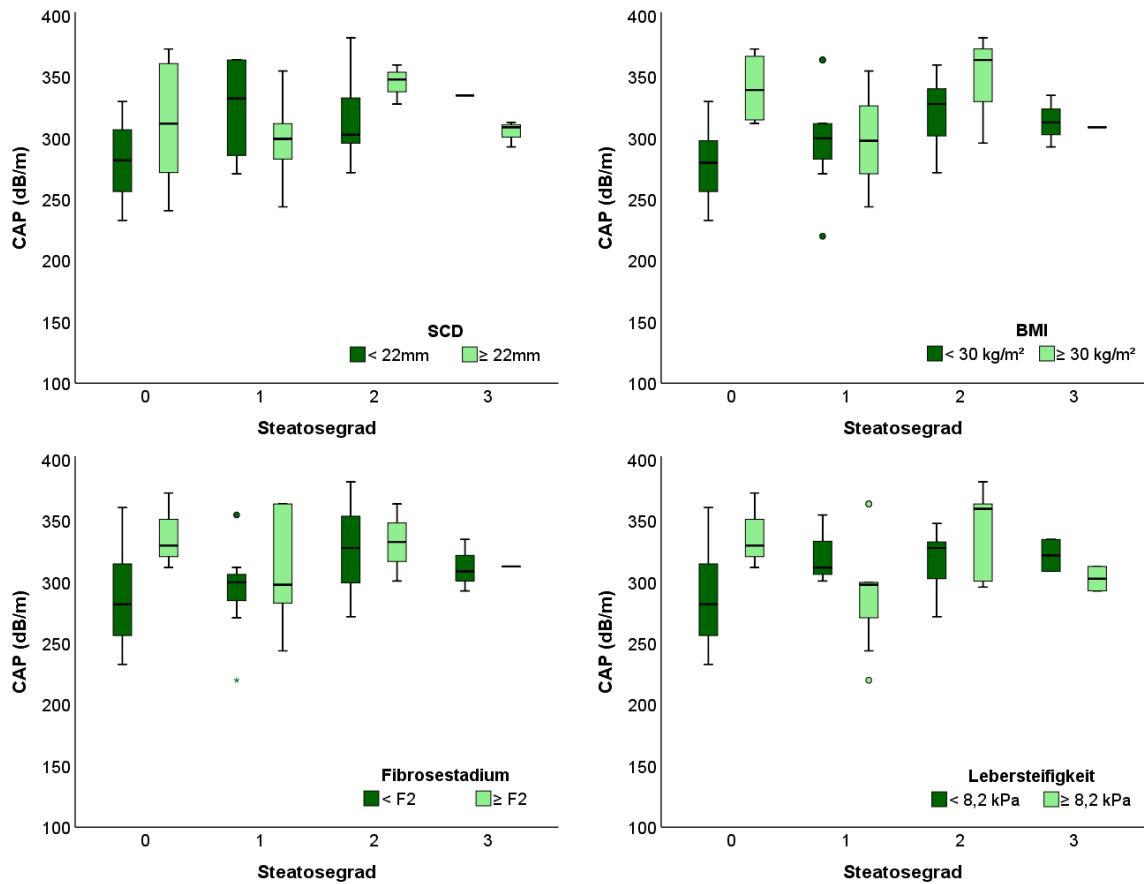 400
350
300
250
200
150
100
CAP (dB/m)
SCD
< 22mm ≥ 22mm
0 1 2 3
Steatosegrad
400
350
300
250
200
150
100
CAP (dB/m)
BMI
< 30 kg/m² ≥ 30 kg/m²
0 1 2 3
Steatosegrad
400
350
300
250
200
150
100
CAP (dB/m)
Fibrosestadium
< F2 ≥ F2
0 1 2 3
Steatosegrad
400
350
300
250
200
150
100
CAP (dB/m)
Lebersteifigkeit
< 8,2 kPa ≥ 8,2 kPa
0 1 2 3
Steatosegrad